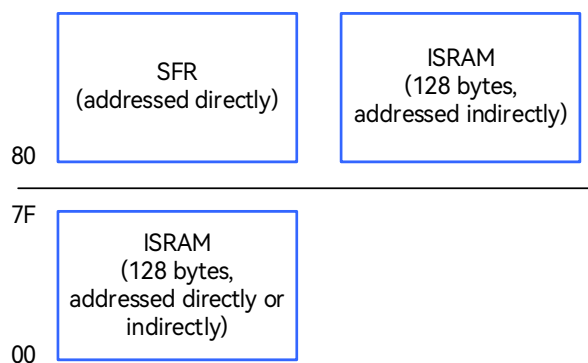 SFR
(addressed directly)
ISRAM
(128 bytes,
addressed indirectly)
80
7F
ISRAM
(128 bytes,
addressed directly or
indirectly)
00